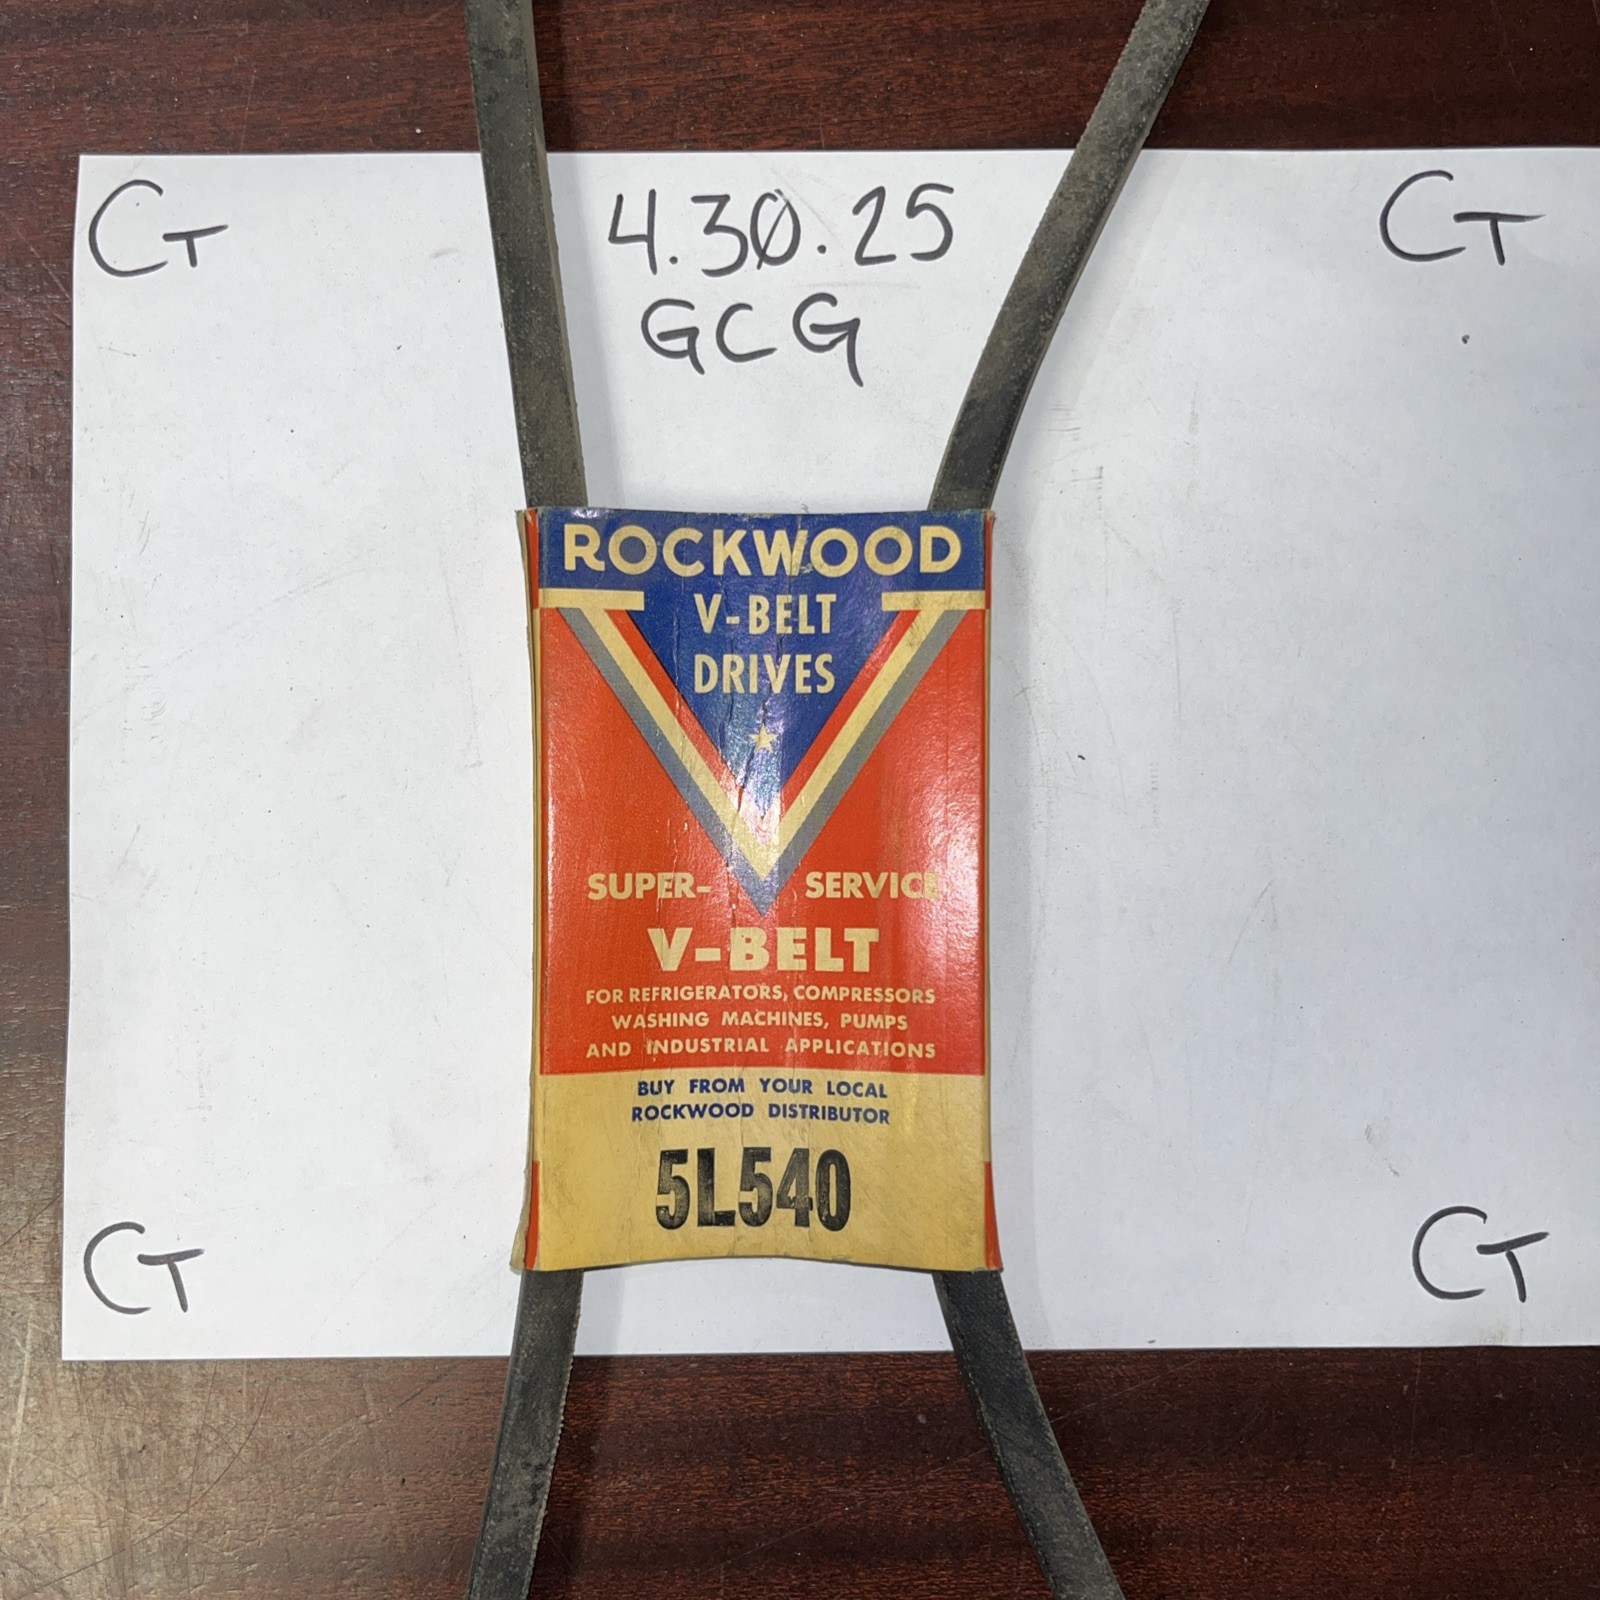 CT
4.30.25
CT
GCG
ROCKWOOD
V-BELT
DRIVES
SUPER- SERVICE
V-BELT
FOR REFRIGERATORS, COMPRESSORS
WASHING MACHINES, PUMPS
AND INDUSTRIAL APPLICATIONS
BUY FROM YOUR LOCAL
ROCKWOOD DISTRIBUTOR
5L540
CT
CT